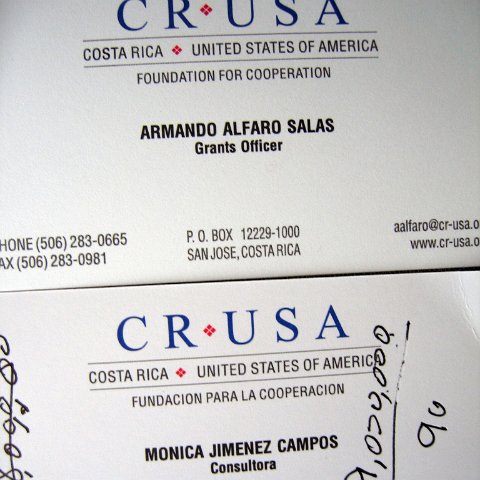 CR USA
COSTA RICA UNITED STATES OF AMERICA
FOUNDATION FOR COOPERATION
ARMANDO ALFARO SALAS
Grants Officer
HONE (506) 283-0665
AX (506) 283-0981
P. O. BOX 12229-1000
SAN JOSE, COSTA RICA
aalfaro@cr-usa.o
www.cr-usa.o
CR USA
COSTA RICA UNITED STATES OF AMERICA
FUNDACION PARA LA COOPERACION
MONICA JIMENEZ CAMPOS
Consultora